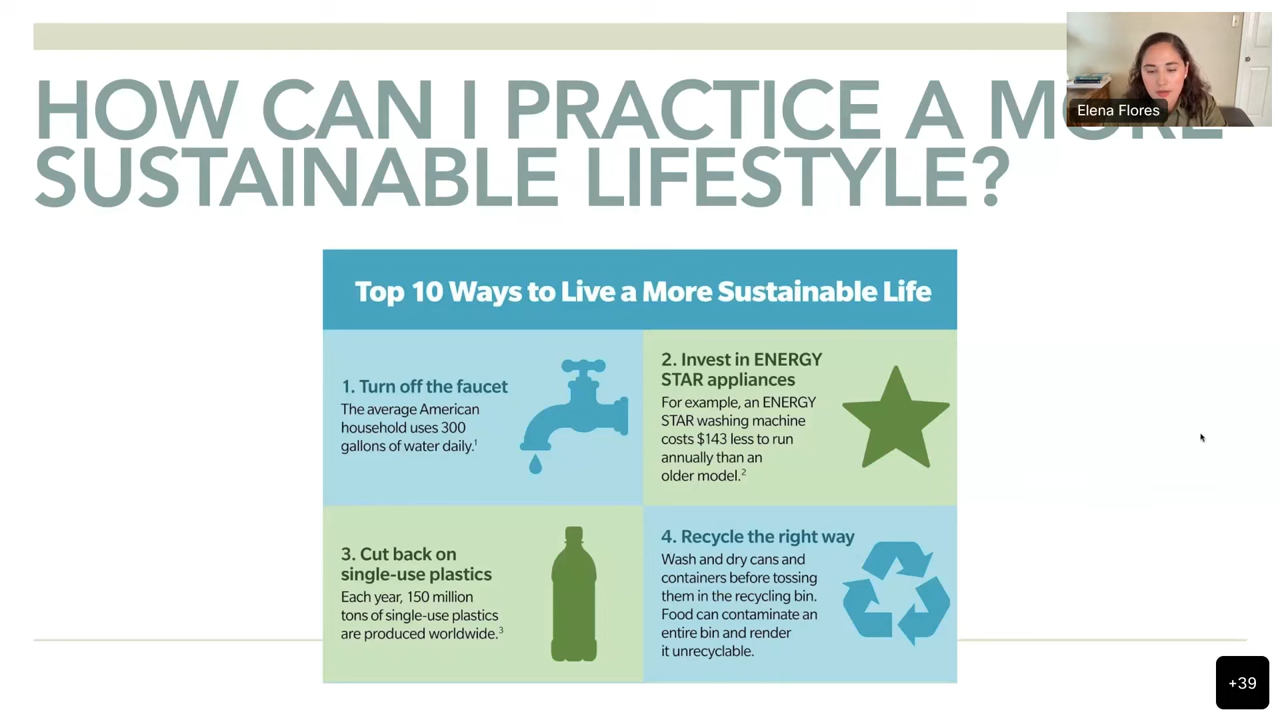 HOW CAN I PRACTICE A MORE
SUSTAINABLE LIFESTYLE?
Elena Flores
Top 10 Ways to Live a More Sustainable Life
1. Turn off the faucet
The average American
household uses 300
gallons of water daily.1
2. Invest in ENERGY
STAR appliances
For example, an ENERGY
STAR washing machine
costs $143 less to run
annually than an
older model.2
3. Cut back on
single-use plastics
Each year, 150 million
tons of single-use plastics
are produced worldwide.3
4. Recycle the right way
Wash and dry cans and
containers before tossing
them in the recycling bin.
Food can contaminate an
entire bin and render
it unrecyclable.
+39